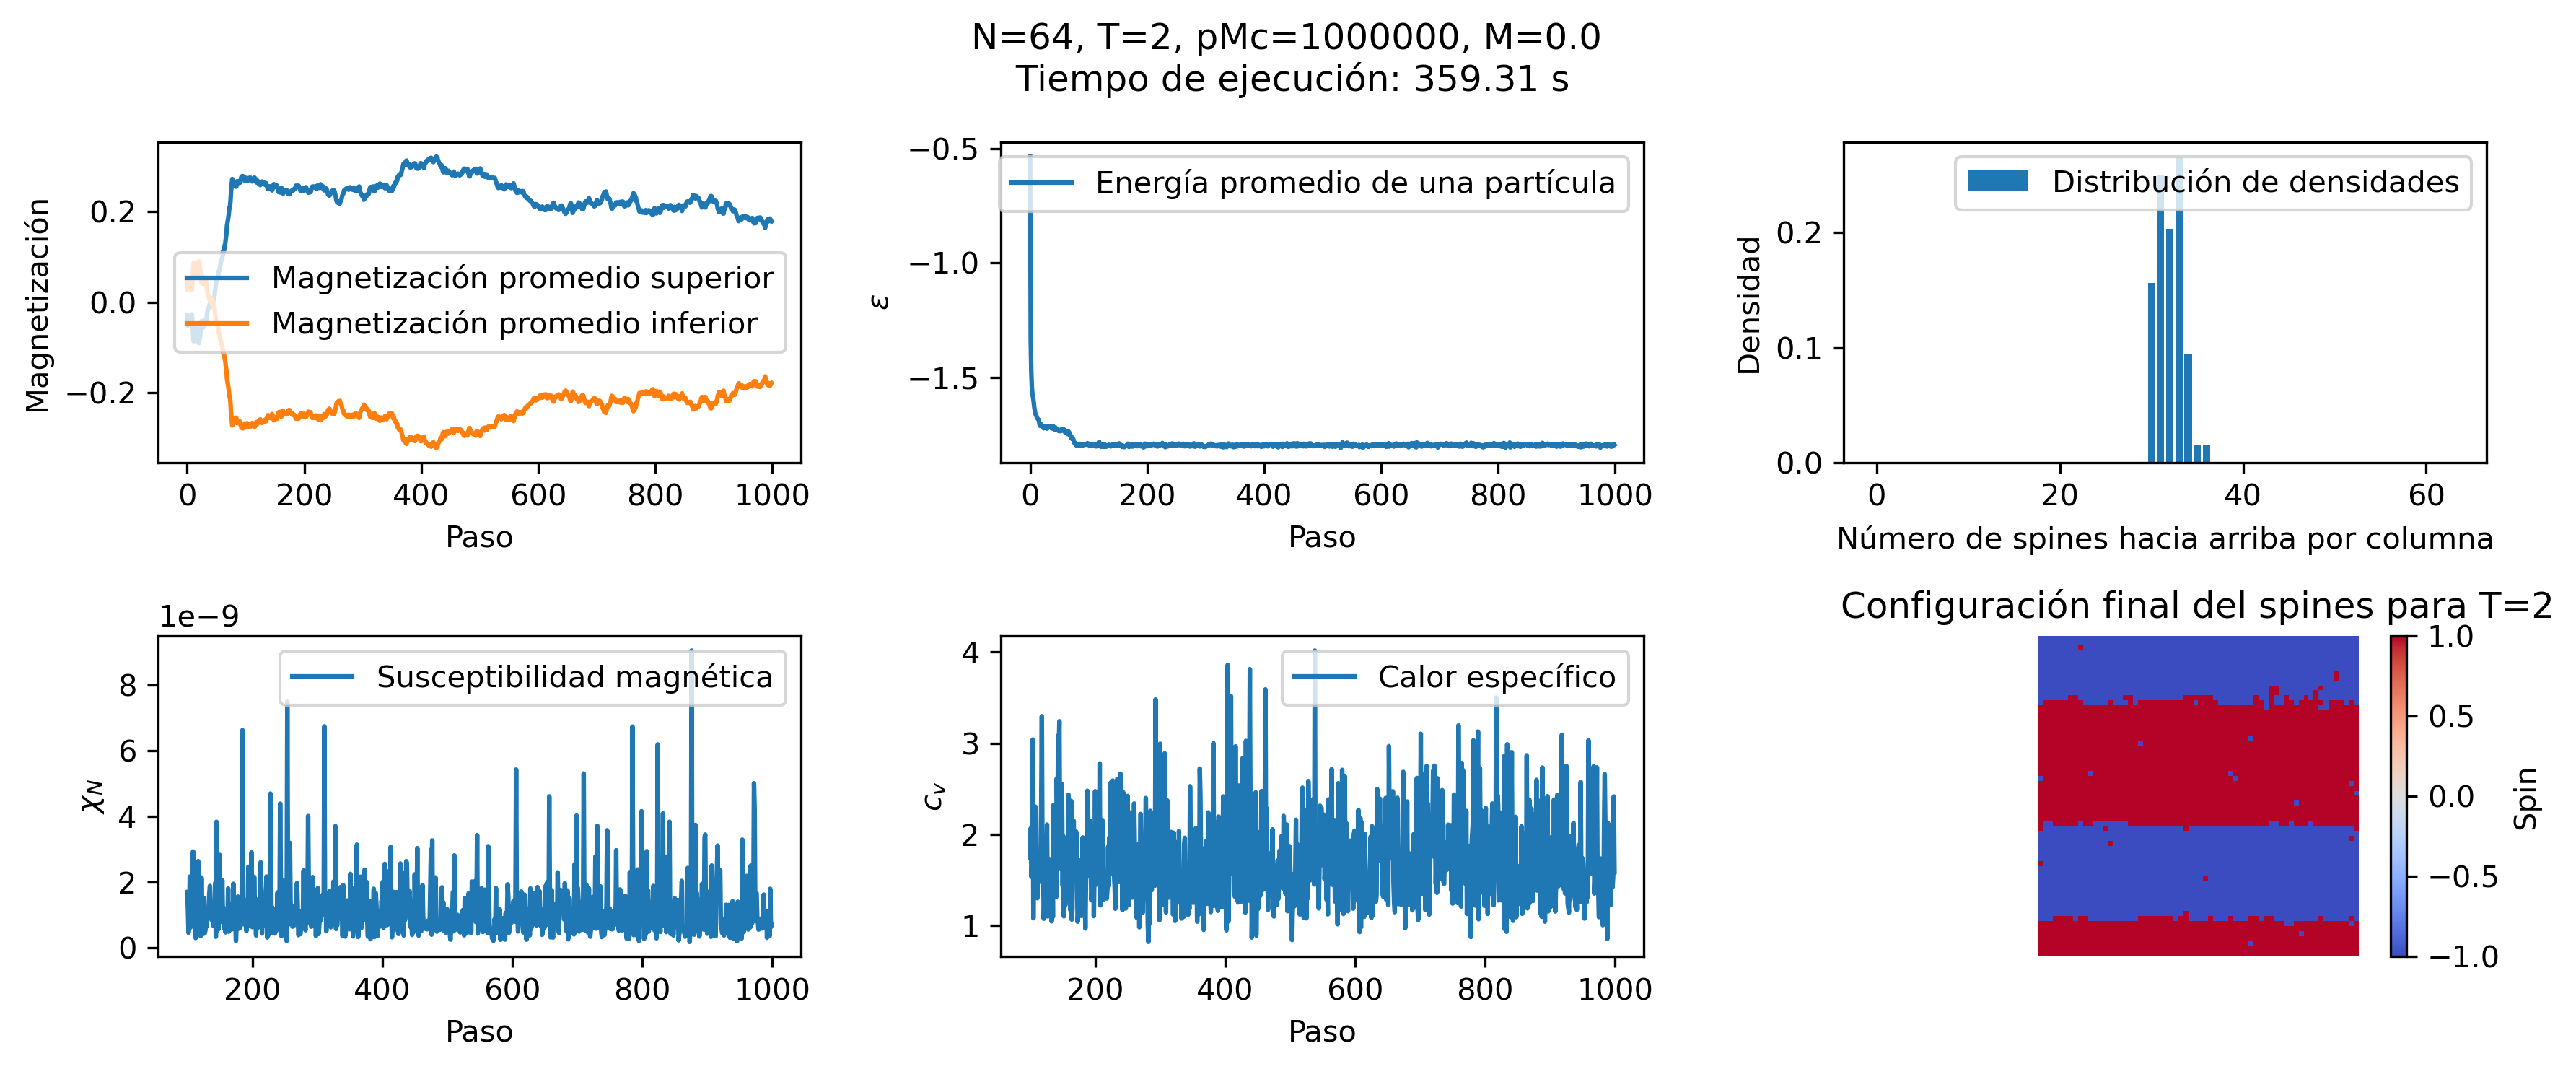 N=64, T=2, pMc=1000000, M=0.0
Tiempo de ejecución: 359.31 s
Magnetización
0.2
0.0
−0.2
Magnetización promedio superior
Magnetización promedio inferior
0 200 400 600 800 1000
Paso
ε
−0.5
−1.0
−1.5
Energía promedio de una partícula
0 200 400 600 800 1000
Paso
Densidad
0.2
0.1
0.0
Distribución de densidades
0 20 40 60
Número de spines hacia arriba por columna
1e−9
χN
8
6
4
2
0
Susceptibilidad magnética
200 400 600 800 1000
Paso
cv
4
3
2
1
Calor específico
200 400 600 800 1000
Paso
Configuración final del spines para T=2
1.0
0.5
0.0
−0.5
−1.0
Spin